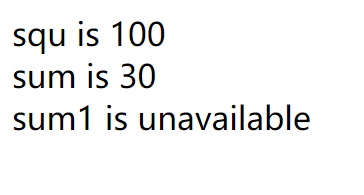 squ is 100
sum is 30
sum1 is unavailable